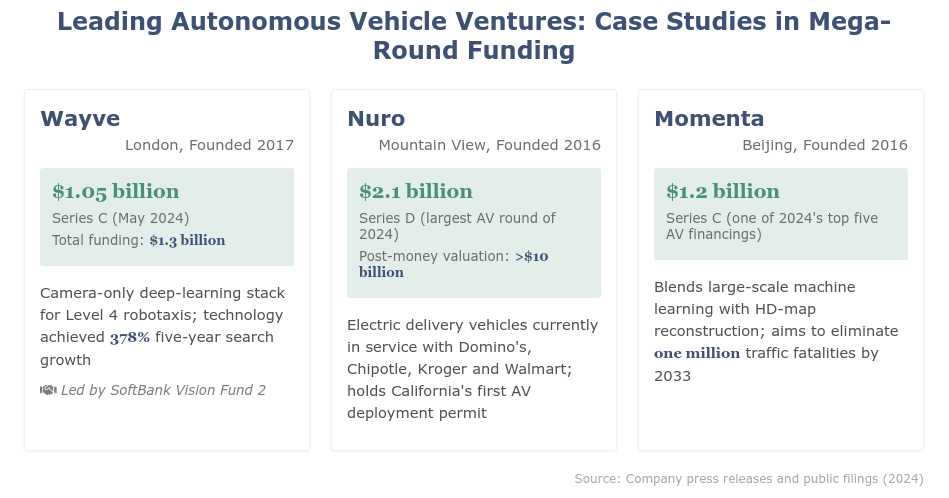 Leading Autonomous Vehicle Ventures: Case Studies in Mega-
Round Funding
Wayve
London, Founded 2017
$1.05 billion
Series C (May 2024)
Total funding: $1.3 billion
Camera-only deep-learning stack
for Level 4 robotaxis; technology
achieved 378% five-year search
growth
Led by SoftBank Vision Fund 2
Nuro
Mountain View, Founded 2016
$2.1 billion
Series D (largest AV round of
2024)
Post-money valuation: >$10
billion
Electric delivery vehicles currently
in service with Domino's,
Chipotle, Kroger and Walmart;
holds California's first AV
deployment permit
Momenta
Beijing, Founded 2016
$1.2 billion
Series C (one of 2024's top five
AV financings)
Blends large-scale machine
learning with HD-map
reconstruction; aims to eliminate
one million traffic fatalities by
2033
Source: Company press releases and public filings (2024)